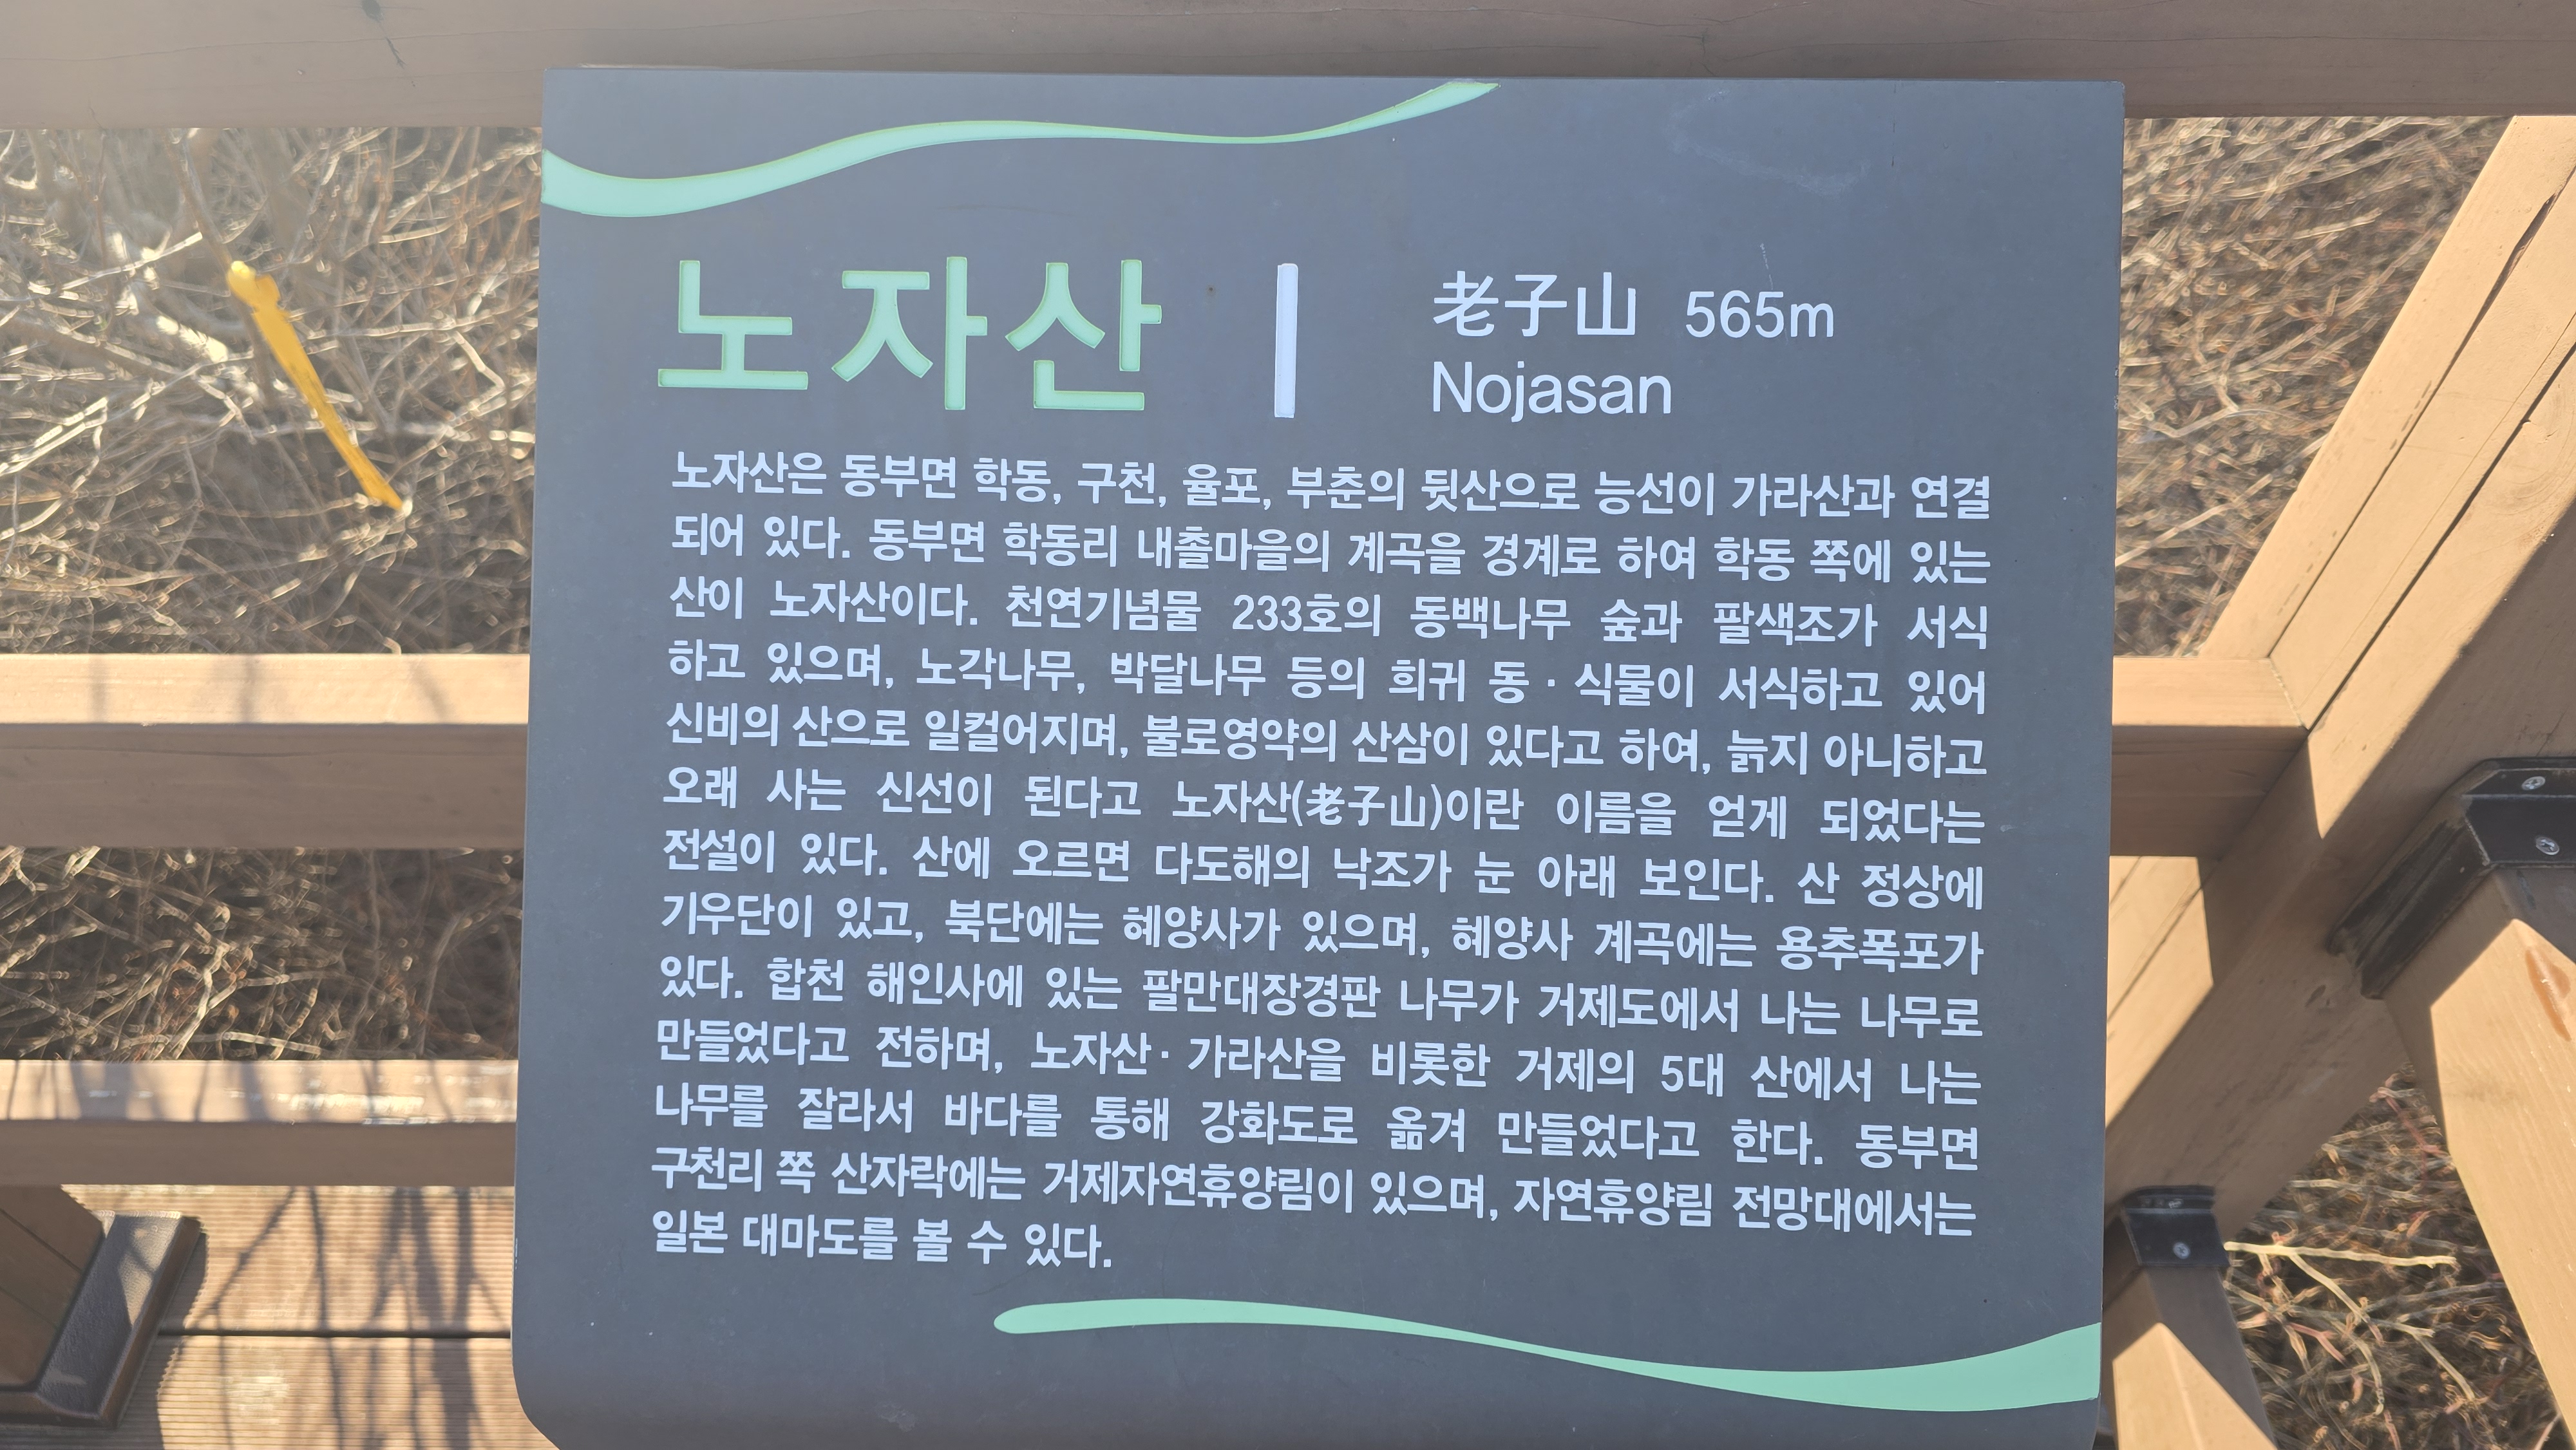 노자산
老子山 565m
Nojasan
노자산은 동부면 학동, 구천, 율포, 부춘의 뒷산으로 능선이 가라산과 연결
되어 있다. 동부면 학동리 내촐마을의 계곡을 경계로 하여 학동 쪽에 있는
산이 노자산이다. 천연기념물 233호의 동백나무 숲과 팔색조가 서식
하고 있으며, 노각나무, 박달나무 등의 희귀 동·식물이 서식하고 있어
신비의 산으로 일컬어지며, 불로영약의 산삼이 있다고 하여, 늙지 아니하고
오래 사는 신선이 된다고 노자산(老子山)이란 이름을 얻게 되었다는
전설이 있다. 산에 오르면 다도해의 낙조가 눈 아래 보인다. 산 정상에
기우단이 있고, 북단에는 혜양사가 있으며, 혜양사 계곡에는 용추폭포가
있다. 합천 해인사에 있는 팔만대장경판 나무가 거제도에서 나는 나무로
만들었다고 전하며, 노자산·가라산을 비롯한 거제의 5대 산에서 나는
나무를 잘라서 바다를 통해 강화도로 옮겨 만들었다고 한다. 동부면
구천리 쪽 산자락에는 거제자연휴양림이 있으며, 자연휴양림 전망대에서는
일본 대마도를 볼 수 있다.